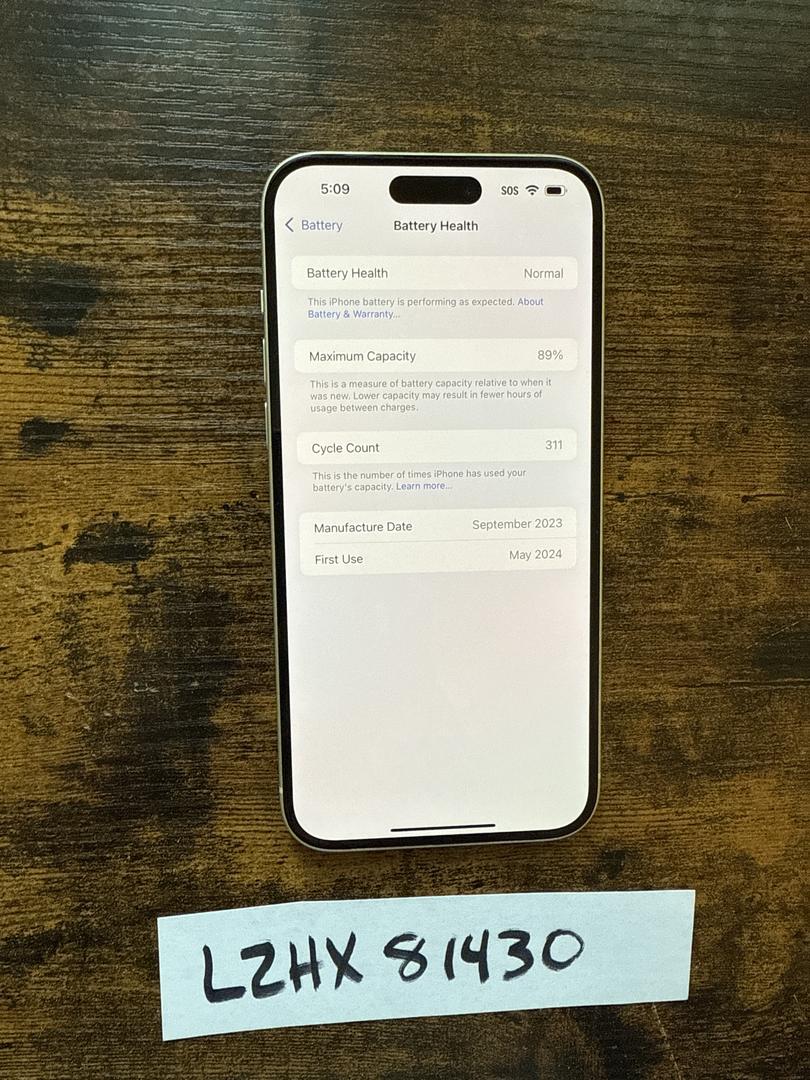 5:09
SOS
Battery
Battery Health
Battery Health Normal
This iPhone battery is performing as expected. About
Battery & Warranty...
Maximum Capacity 89%
This is a measure of battery capacity relative to when it
was new. Lower capacity may result in fewer hours of
usage between charges.
Cycle Count 311
This is the number of times iPhone has used your
battery's capacity. Learn more...
Manufacture Date September 2023
First Use May 2024
LZHX 81430